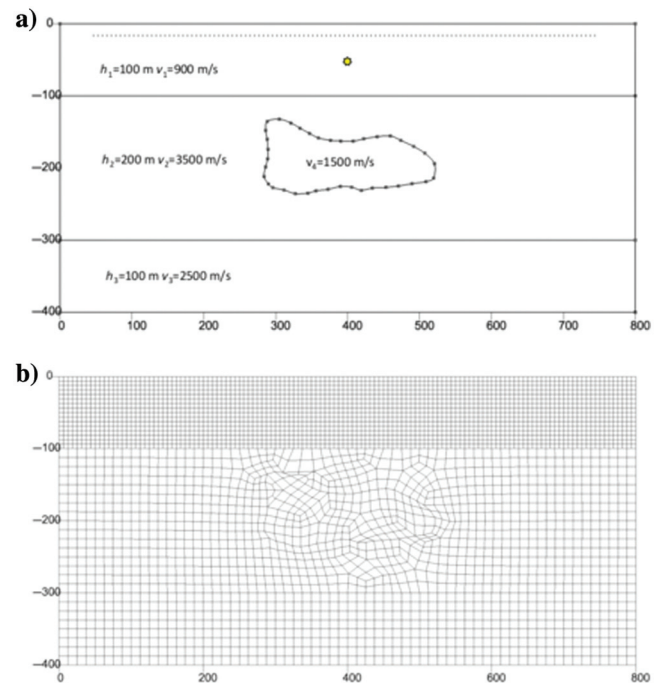 a)
0
h₁=100 m v₁=900 m/s
−100
h₂=200 m v₂=3500 m/s
v₄=1500 m/s
−200
−300
h₃=100 m v₃=2500 m/s
−400
0 100 200 300 400 500 600 700 800
b)
0
−100
−200
−300
−400
0 200 400 600 800